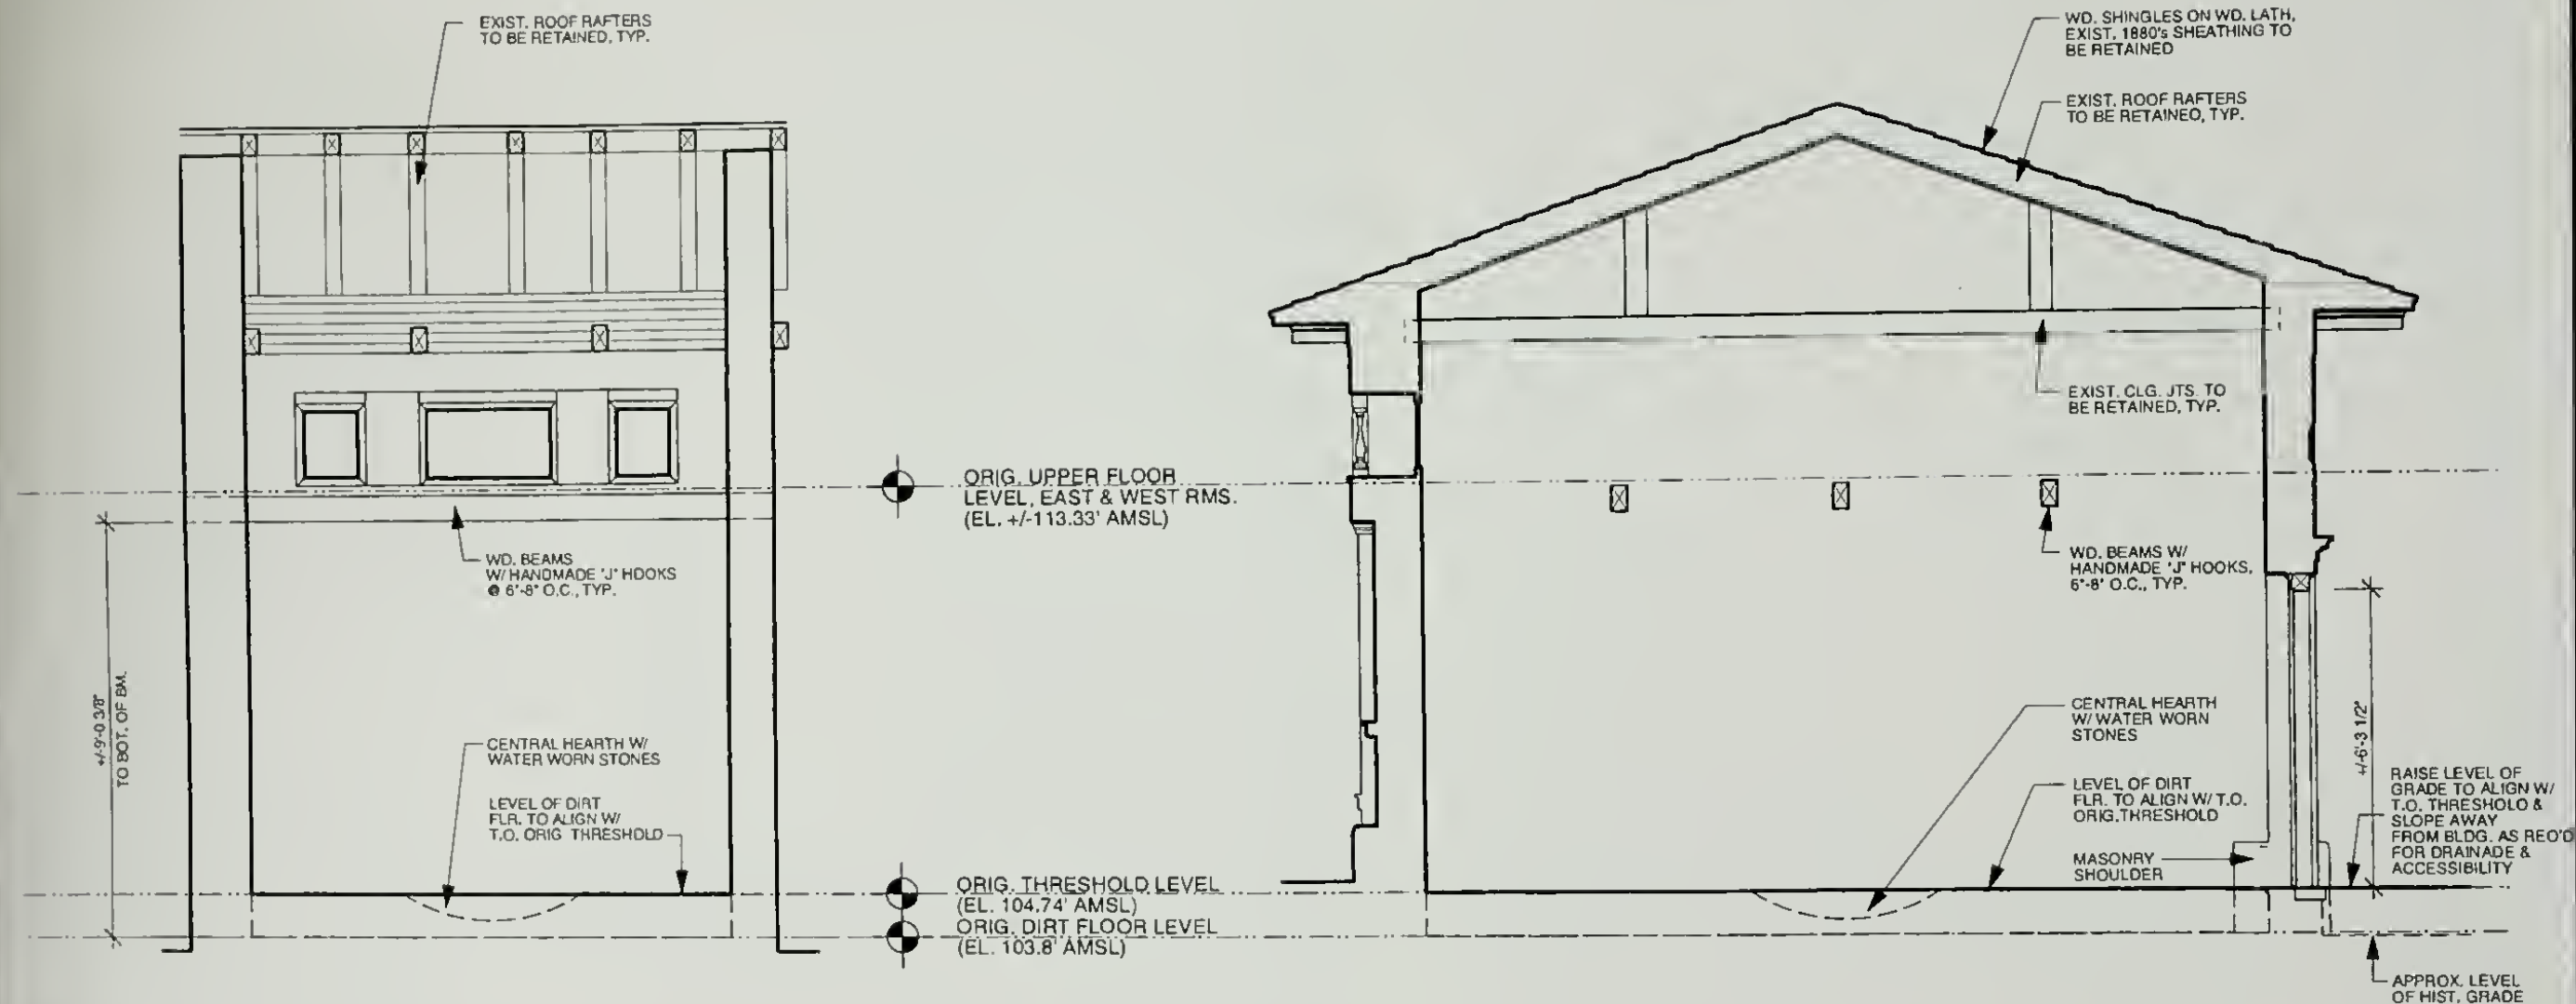 EXIST. ROOF RAFTERS
TO BE RETAINED, TYP.
WD. BEAMS
W/ HANDMADE "J" HOOKS
@ 6'-8" O.C., TYP.
+/-9'-0 3/8"
TO BOT. OF BM.
CENTRAL HEARTH W/
WATER WORN STONES
LEVEL OF DIRT
FLR. TO ALIGN W/
T.O. ORIG THRESHOLD
ORIG. UPPER FLOOR
LEVEL, EAST & WEST RMS.
(EL. +/-113.33' AMSL)
ORIG. THRESHOLD LEVEL
(EL. 104.74' AMSL)
ORIG. DIRT FLOOR LEVEL
(EL. 103.8' AMSL)
WD. SHINGLES ON WD. LATH,
EXIST. 1880's SHEATHING TO
BE RETAINED
EXIST. ROOF RAFTERS
TO BE RETAINED, TYP.
EXIST. CLG. JTS. TO
BE RETAINED, TYP.
WD. BEAMS W/
HANDMADE "J" HOOKS,
6'-8" O.C., TYP.
CENTRAL HEARTH
W/ WATER WORN
STONES
LEVEL OF DIRT
FLR. TO ALIGN W/ T.O.
ORIG. THRESHOLD
MASONRY
SHOULDER
+/-6'-3 1/2"
RAISE LEVEL OF
GRADE TO ALIGN W/
T.O. THRESHOLD &
SLOPE AWAY
FROM BLDG. AS REQ'D
FOR DRAINADE &
ACCESSIBILITY
APPROX. LEVEL
OF HIST. GRADE